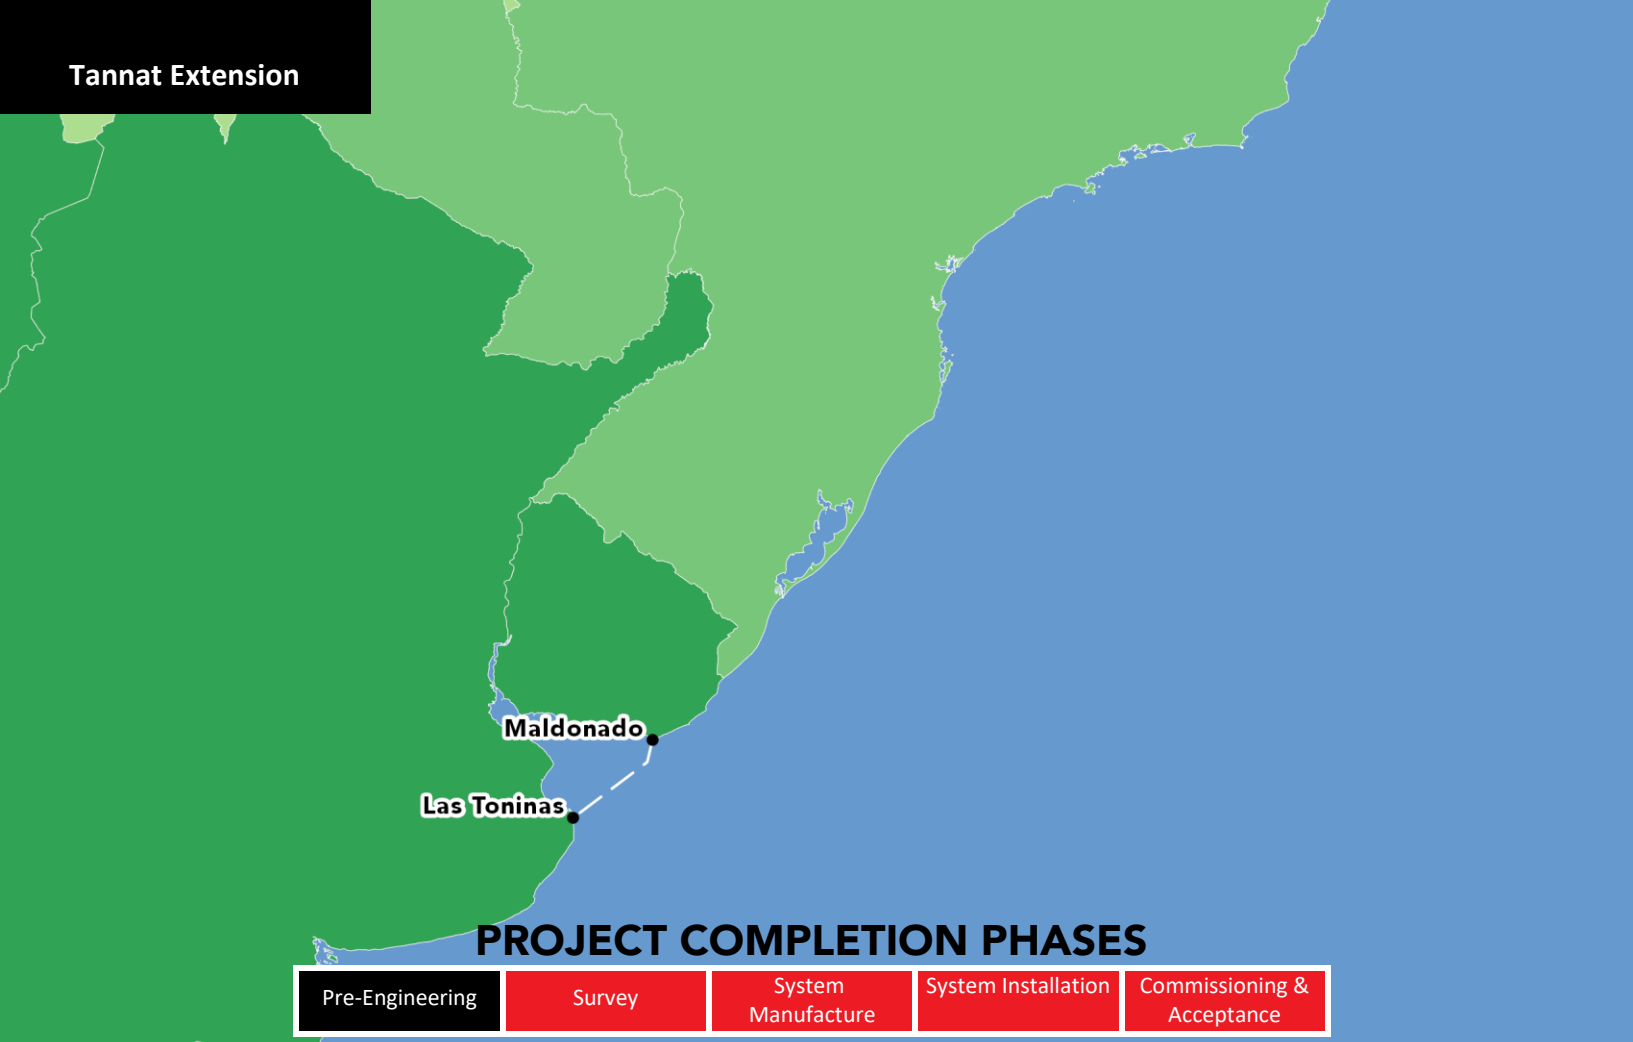 Tannat Extension
Maldonado
Las Toninas
PROJECT COMPLETION PHASES
Pre-Engineering
Survey
System
Manufacture
System Installation
Commissioning &
Acceptance